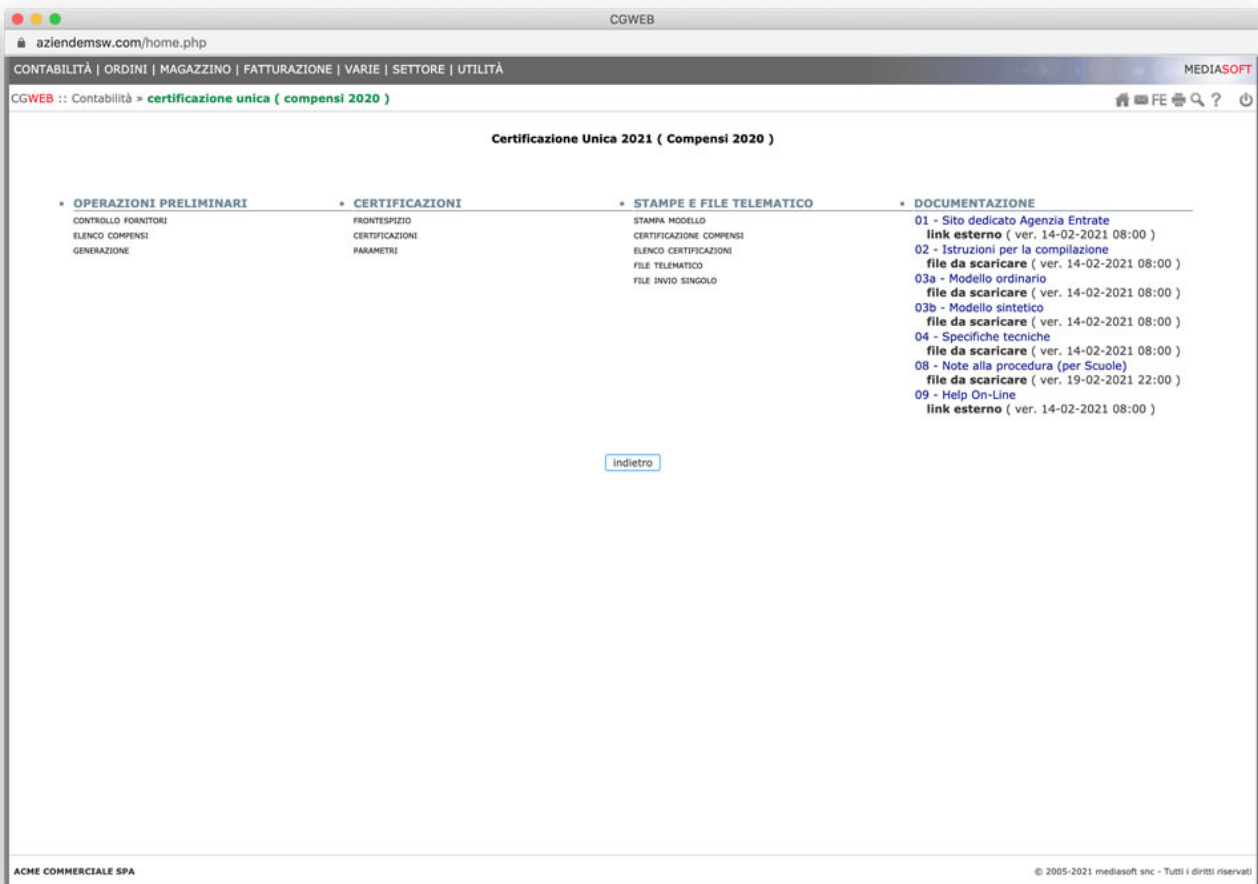 CGWEB
aziendemsw.com/home.php
CONTABILITÀ | ORDINI | MAGAZZINO | FATTURAZIONE | VARIE | SETTORE | UTILITÀ
MEDIASOFT
CGWEB :: Contabilità » certificazione unica ( compensi 2020 )
FE ?
Certificazione Unica 2021 ( Compensi 2020 )
OPERAZIONI PRELIMINARI
CONTROLLO FORNITORI
ELENCO COMPENSI
GENERAZIONE
CERTIFICAZIONI
FRONTESPIZIO
CERTIFICAZIONI
PARAMETRI
STAMPE E FILE TELEMATICO
STAMPA MODELLO
CERTIFICAZIONE COMPENSI
ELENCO CERTIFICAZIONI
FILE TELEMATICO
FILE INVIO SINGOLO
DOCUMENTAZIONE
01 - Sito dedicato Agenzia Entrate
link esterno ( ver. 14-02-2021 08:00 )
02 - Istruzioni per la compilazione
file da scaricare ( ver. 14-02-2021 08:00 )
03a - Modello ordinario
file da scaricare ( ver. 14-02-2021 08:00 )
03b - Modello sintetico
file da scaricare ( ver. 14-02-2021 08:00 )
04 - Specifiche tecniche
file da scaricare ( ver. 14-02-2021 08:00 )
08 - Note alla procedura (per Scuole)
file da scaricare ( ver. 19-02-2021 22:00 )
09 - Help On-Line
link esterno ( ver. 14-02-2021 08:00 )
indietro
ACME COMMERCIALE SPA
© 2005-2021 mediasoft snc - Tutti i diritti riservati